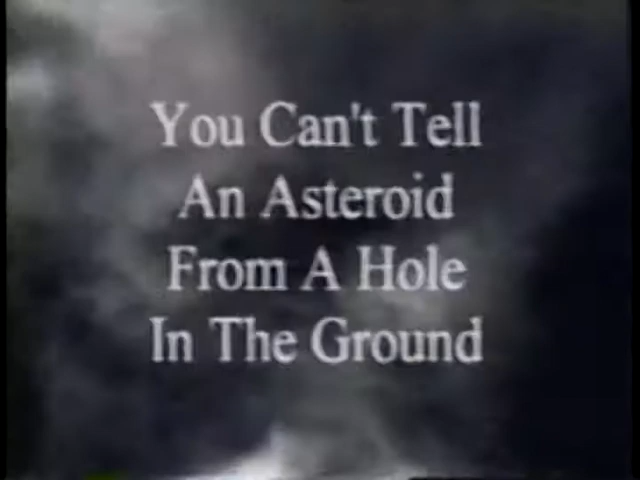 You Can't Tell
An Asteroid
From A Hole
In The Ground